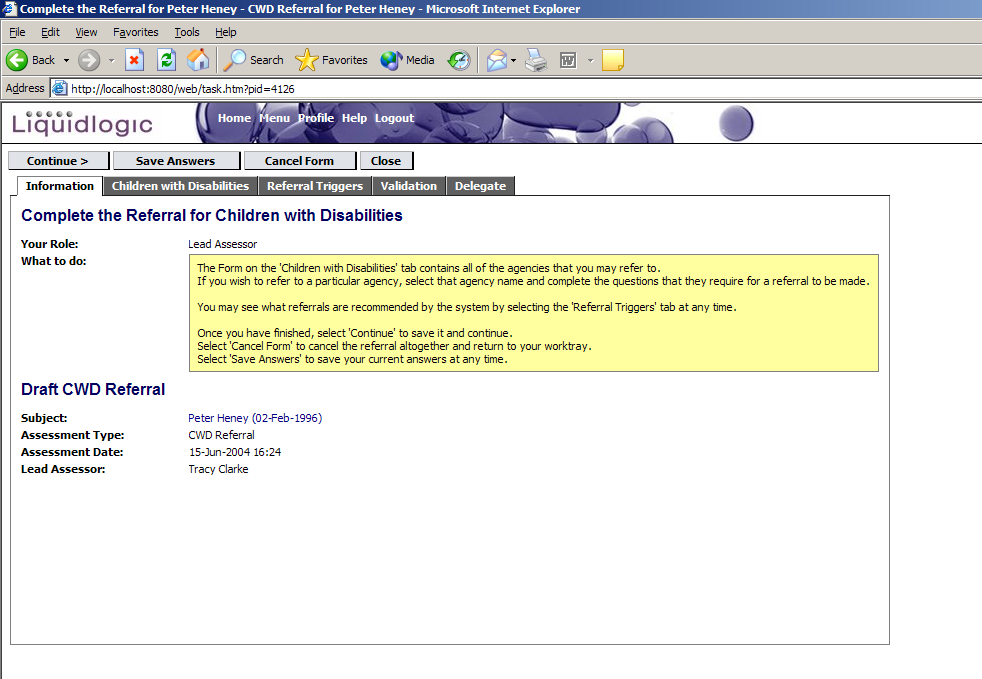 Complete the Referral for Peter Heney - CWD Referral for Peter Heney - Microsoft Internet Explorer
File Edit View Favorites Tools Help
Back Search Favorites Media
Address http://localhost:8080/web/task.htm?pid=4126
Liquidlogic Home Menu Profile Help Logout
Continue > Save Answers Cancel Form Close
Information Children with Disabilities Referral Triggers Validation Delegate
Complete the Referral for Children with Disabilities
Your Role: Lead Assessor
What to do:
The Form on the 'Children with Disabilities' tab contains all of the agencies that you may refer to.
If you wish to refer to a particular agency, select that agency name and complete the questions that they require for a referral to be made.
You may see what referrals are recommended by the system by selecting the 'Referral Triggers' tab at any time.
Once you have finished, select 'Continue' to save it and continue.
Select 'Cancel Form' to cancel the referral altogether and return to your worktray.
Select 'Save Answers' to save your current answers at any time.
Draft CWD Referral
Subject: Peter Heney (02-Feb-1996)
Assessment Type: CWD Referral
Assessment Date: 15-Jun-2004 16:24
Lead Assessor: Tracy Clarke